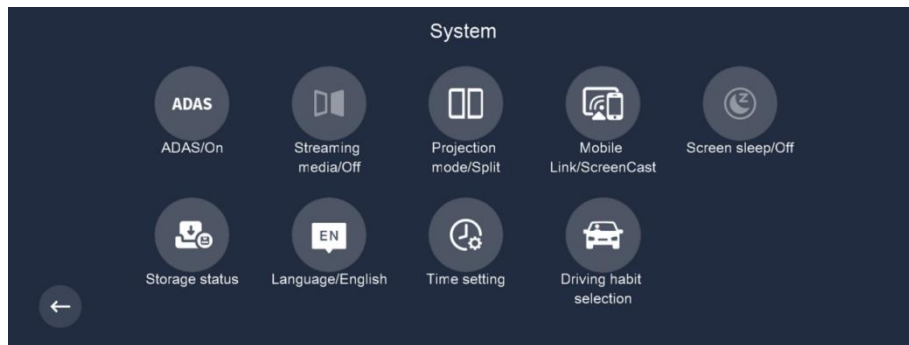 System
ADAS
ADAS/On
Streaming
media/Off
Projection
mode/Split
Mobile
Link/ScreenCast
Z
Screen sleep/Off
Storage status
EN
Language/English
Time setting
Driving habit
selection